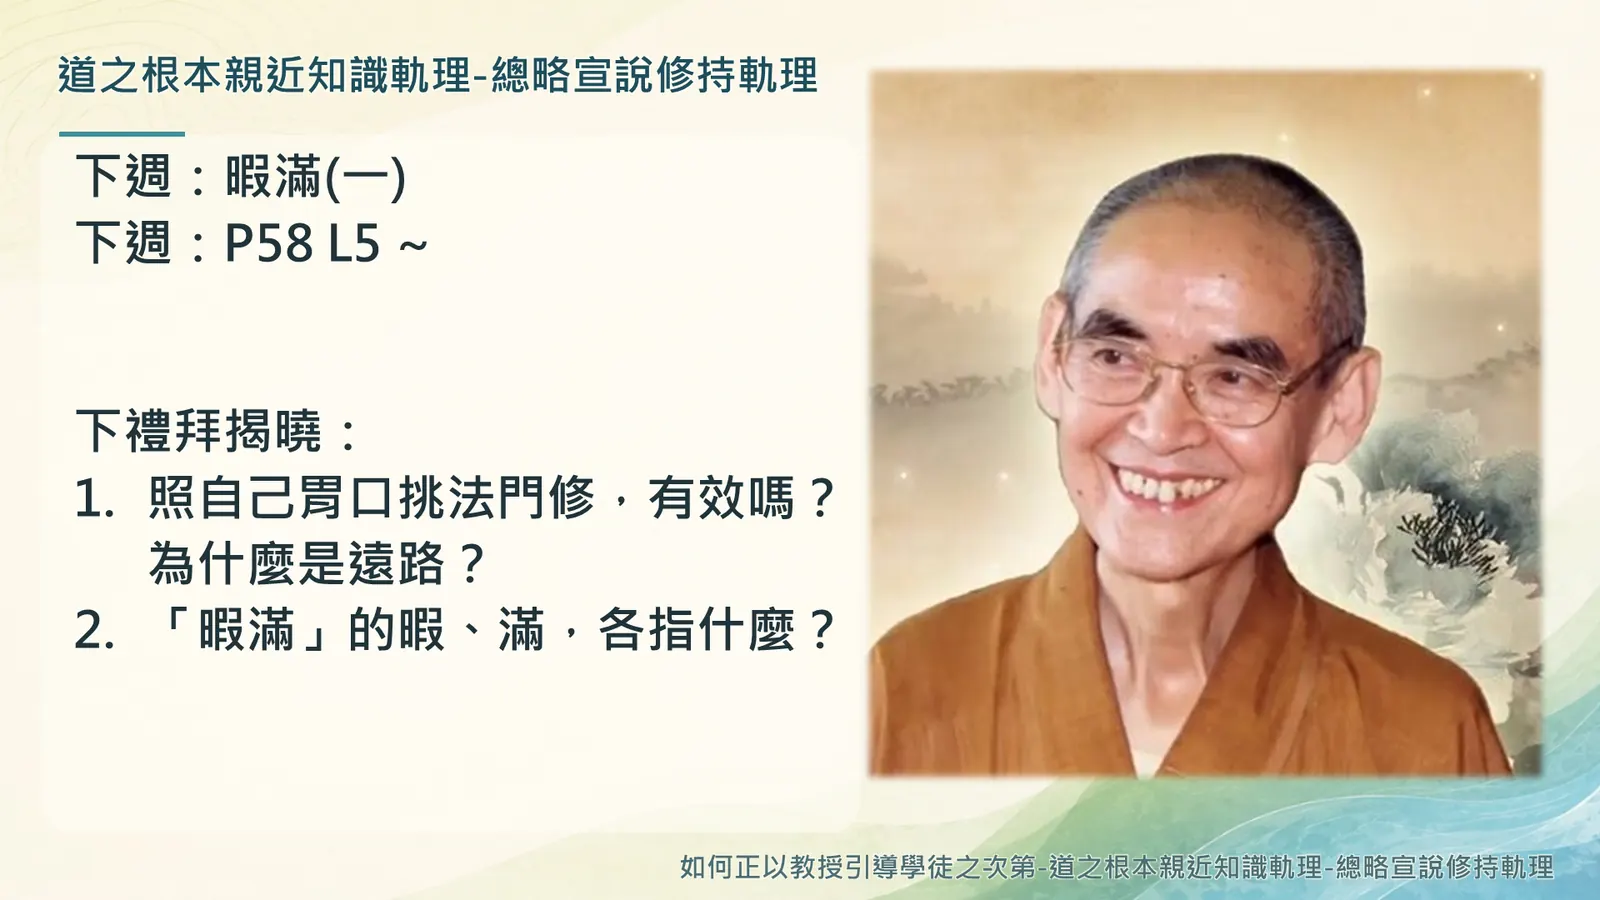 道之根本親近知識軌理-總略宣說修持軌理
下週：暇滿(一)
下週：P58 L5 ~
下禮拜揭曉：
1. 照自己胃口挑法門修，有效嗎？
為什麼是遠路？
2. 「暇滿」的暇、滿，各指什麼？
如何正以教授引導學徒之次第-道之根本親近知識軌理-總略宣說修持軌理